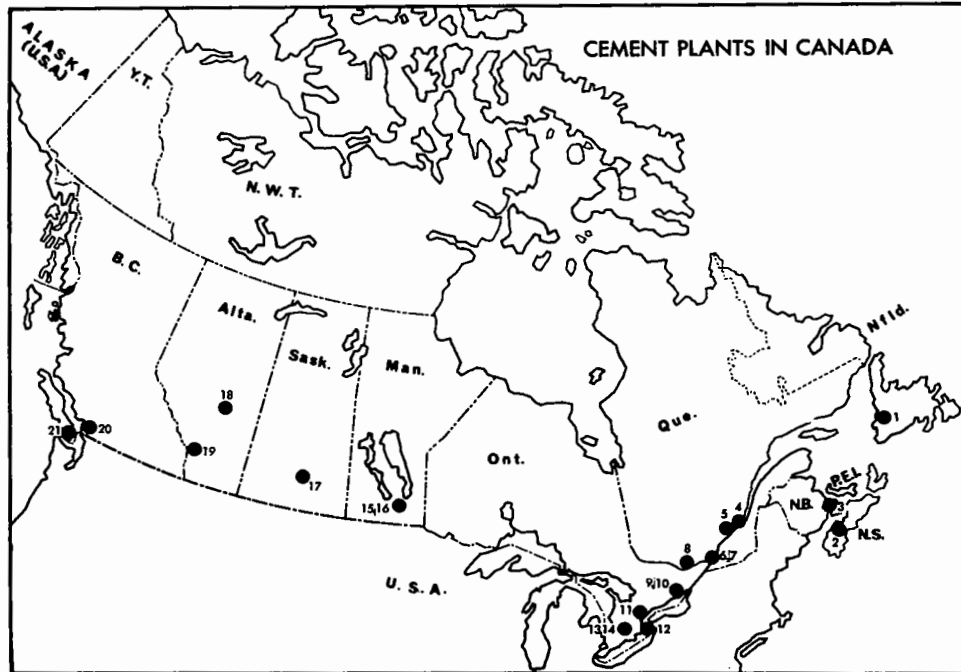 CEMENT PLANTS IN CANADA
ALASKA
(U.S.A)
Y.T.
N.W.T.
B.C.
Alta.
Sask.
Man.
Ont.
Que.
Nfld.
P.E.I.
N.B.
N.S.
U.S.A.
1
2
3
4
5
6,7
8
9,10
11
12
13,14
15,16
17
18
19
20
21